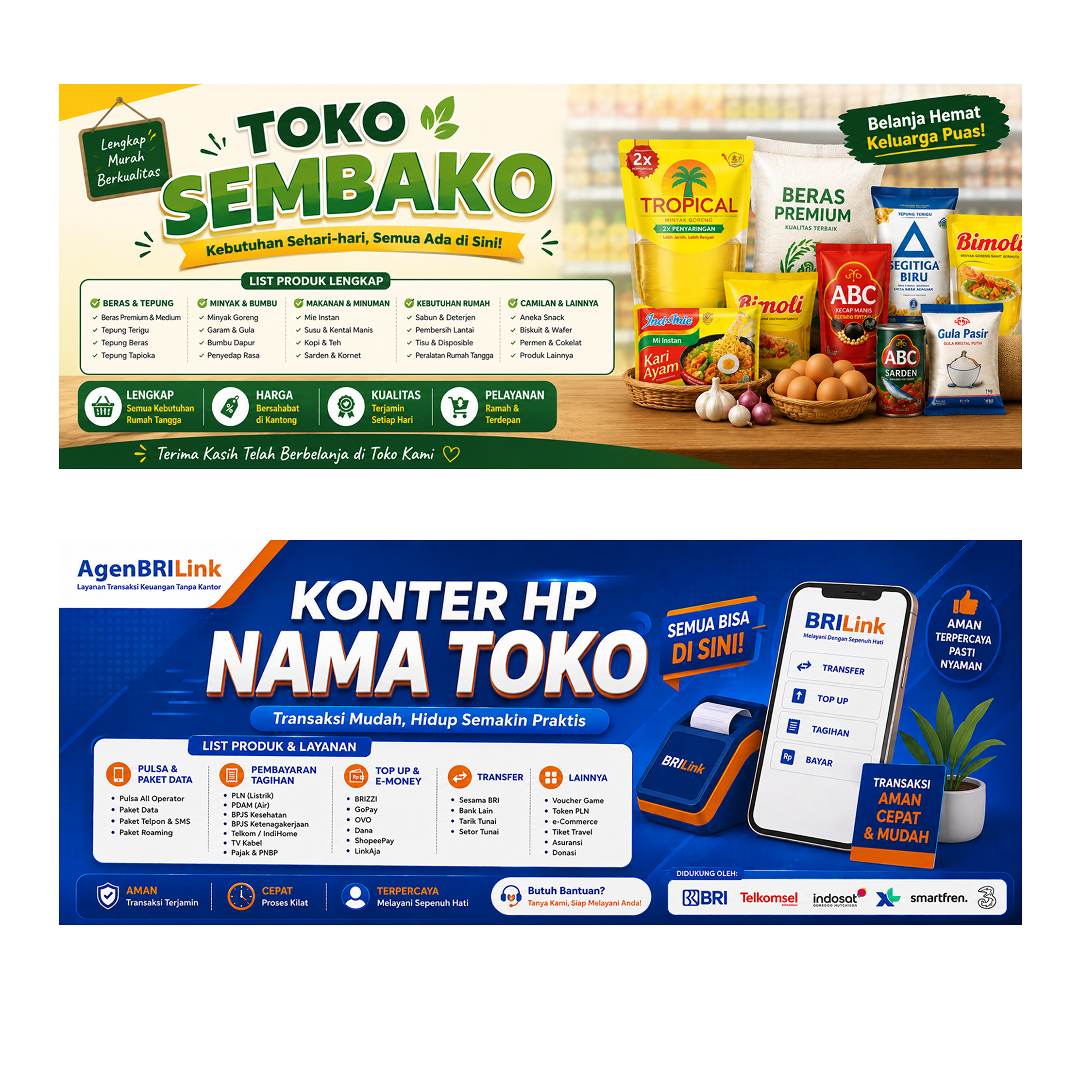 Lengkap
Murah
Berkualitas
TOKO
SEMBAKO
Kebutuhan Sehari-hari, Semua Ada di Sini!
Belanja Hemat
Keluarga Puas!
LIST PRODUK LENGKAP
BERAS & TEPUNG
Beras Premium & Medium
Tepung Terigu
Tepung Beras
Tepung Tapioka
MINYAK & BUMBU
Minyak Goreng
Garam & Gula
Bumbu Dapur
Penyedap Rasa
MAKANAN & MINUMAN
Mie Instan
Susu & Kental Manis
Kopi & Teh
Sarden & Kornet
KEBUTUHAN RUMAH
Sabun & Deterjen
Pembersih Lantai
Tisu & Disposible
Peralatan Rumah Tangga
CAMILAN & LAINNYA
Aneka Snack
Biskuit & Wafer
Permen & Cokelat
Produk Lainnya
LENGKAP
Semua Kebutuhan
Rumah Tangga
HARGA
Bersahabat
di Kantong
KUALITAS
Terjamin
Setiap Hari
PELAYANAN
Ramah &
Terdepan
Terima Kasih Telah Berbelanja di Toko Kami
2x
TROPICAL
MINYAK GORENG
2X PENYARINGAN
BERAS
PREMIUM
KUALITAS TERBAIK
TEPUNG TERIGU
SEGITIGA
BIRU
Bimoli
Bimoli
ABC
KECAP MANIS
Indomie
Mi Instan
Kari
Ayam
ABC
SARDEN
Gula Pasir
GULA KRISTAL PUTIH
AgenBRILink
Layanan Transaksi Keuangan Tanpa Kantor
KONTER HP
NAMA TOKO
Transaksi Mudah, Hidup Semakin Praktis
SEMUA BISA
DI SINI!
BRILink
Melayani Dengan Sepenuh Hati
TRANSFER
TOP UP
TAGIHAN
Rp
BAYAR
AMAN
TERPERCAYA
PASTI
NYAMAN
BRILink
TRANSAKSI
AMAN
CEPAT
& MUDAH
LIST PRODUK & LAYANAN
PULSA &
PAKET DATA
Pulsa All Operator
Paket Data
Paket Telpon & SMS
Paket Roaming
PEMBAYARAN
TAGIHAN
PLN (Listrik)
PDAM (Air)
BPJS Kesehatan
BPJS Ketenagakerjaan
Telkom / IndiHome
TV Kabel
Pajak & PNBP
TOP UP &
E-MONEY
BRIZZI
GoPay
OVO
Dana
ShopeePay
LinkAja
TRANSFER
Sesama BRI
Bank Lain
Tarik Tunai
Setor Tunai
LAINNYA
Voucher Game
Token PLN
e-Commerce
Tiket Travel
Asuransi
Donasi
AMAN
Transaksi Terjamin
CEPAT
Proses Kilat
TERPERCAYA
Melayani Sepenuh Hati
Butuh Bantuan?
Tanya Kami, Siap Melayani Anda!
DIDUKUNG OLEH:
BRI
Telkomsel
indosat
OOREDOO HUTCHISON
XL
smartfren.
3